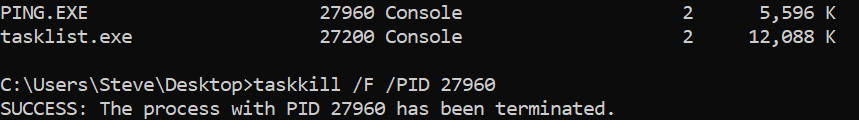 PING.EXE                     27960 Console                    2      5,596 K
tasklist.exe                 27200 Console                    2     12,088 K
C:\Users\Steve\Desktop>taskkill /F /PID 27960
SUCCESS: The process with PID 27960 has been terminated.